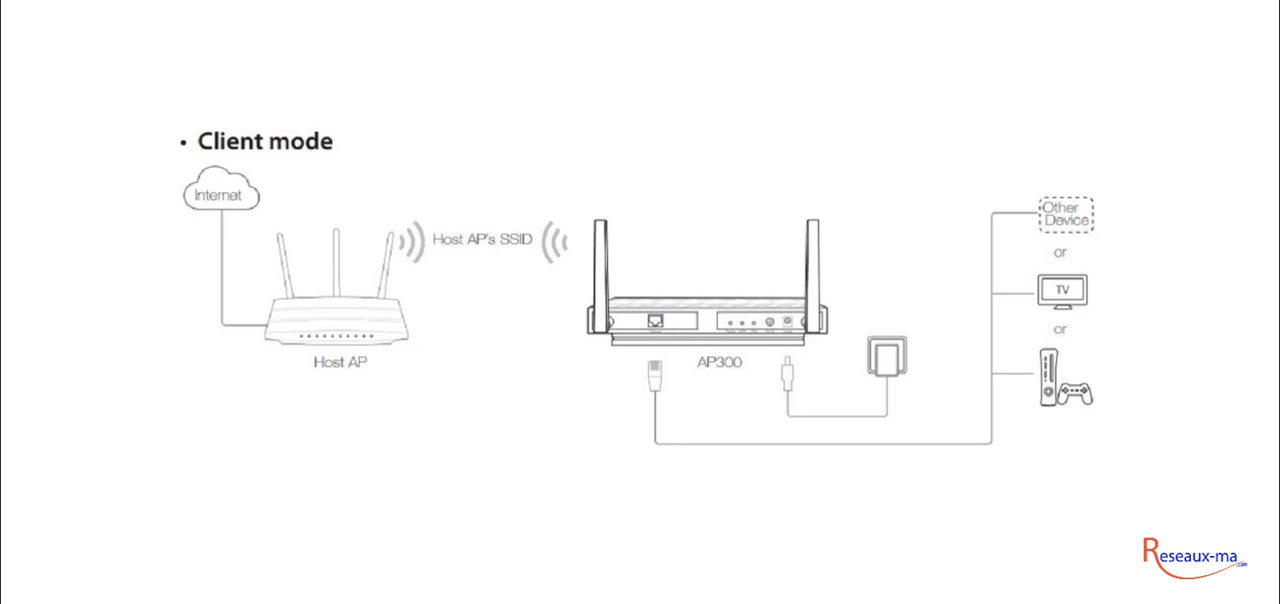 • Client mode
Internet
Host AP's SSID
Host AP
AP300
Other
Device
or
TV
or
Reseaux-ma